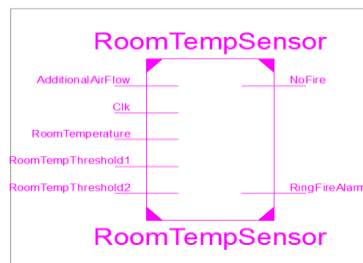 RoomTempSensor
AdditionalAirFlow
NoFire
Clk
RoomTemperature
RoomTempThreshold1
RoomTempThreshold2
RingFireAlarm
RoomTempSensor